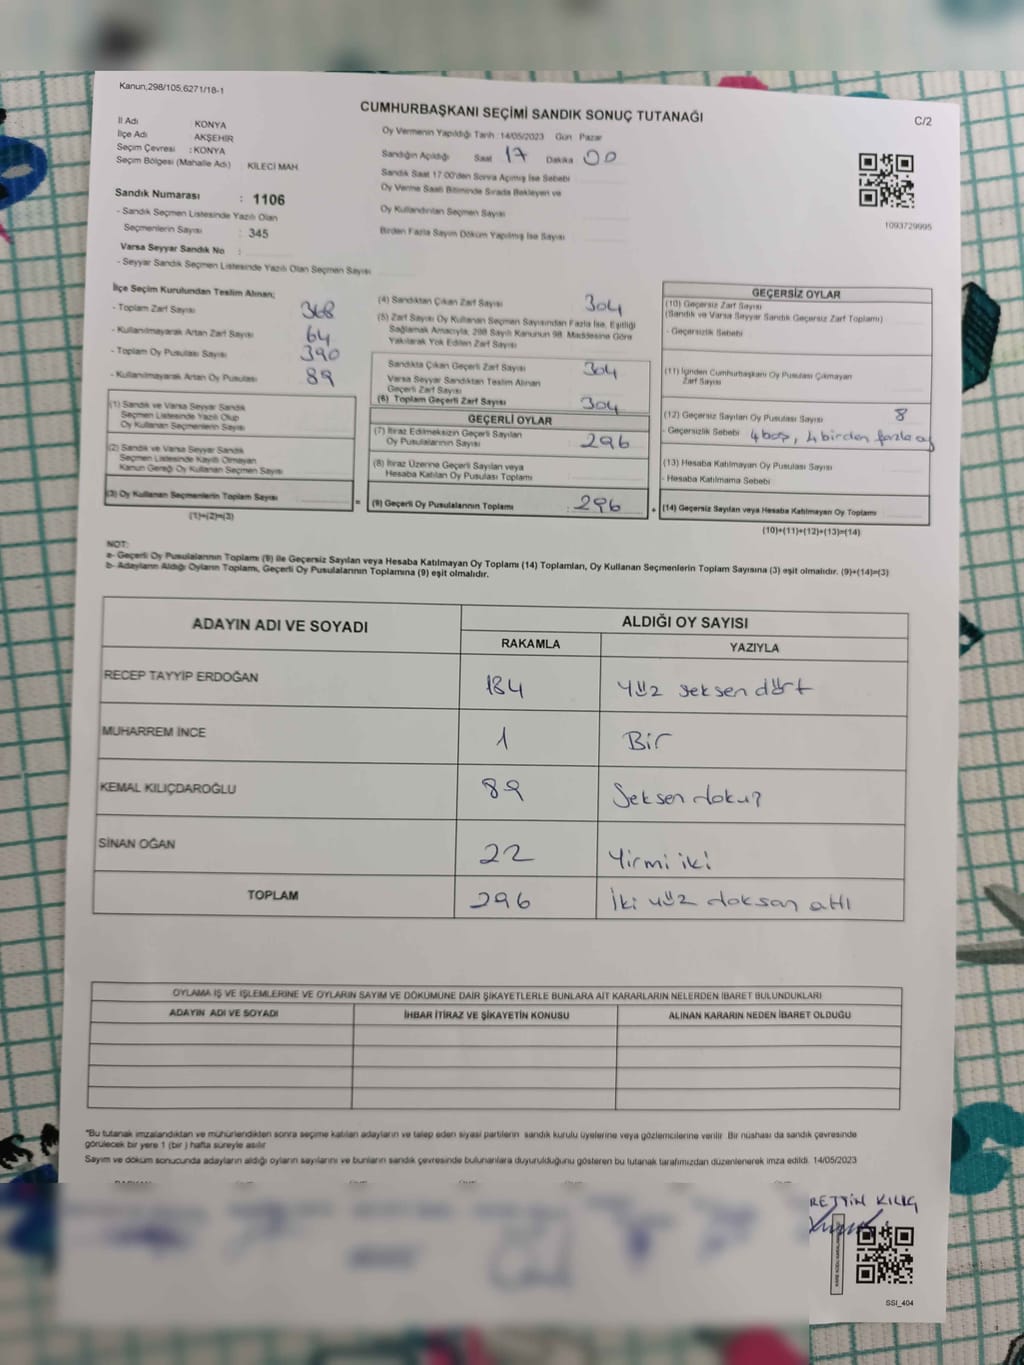 Kanun,298/105,6271/18-1
CUMHURBAŞKANI SEÇİMİ SANDIK SONUÇ TUTANAĞI
C/2
İl Adı : KONYA
İlçe Adı : AKŞEHİR
Seçim Çevresi : KONYA
Seçim Bölgesi (Mahalle Adı) : KİLECİ MAH.
Sandık Numarası : 1106
- Sandık Seçmen Listesinde Yazılı Olan
Seçmenlerin Sayısı : 345
Varsa Seyyar Sandık No :
- Seyyar Sandık Seçmen Listesinde Yazılı Olan Seçmen Sayısı
Oy Vermenin Yapıldığı Tarih :14/05/2023 Gün Pazar
Sandığın Açıldığı Saat 17 Dakika 00
Sandık Saat 17:00'den Sonra Açılmış İse Sebebi
Oy Verme Saati Bitiminde Sırada Bekleyen ve
Oy Kullandırılan Seçmen Sayısı
Birden Fazla Sayım Döküm Yapılmış İse Sayısı
1093729995
İlçe Seçim Kurulundan Teslim Alınan;
- Toplam Zarf Sayısı 368
- Kullanılmayarak Artan Zarf Sayısı 64
- Toplam Oy Pusulası Sayısı 390
- Kullanılmayarak Artan Oy Pusulası 89
(1) Sandık ve Varsa Seyyar Sandık
Seçmen Listesinde Yazılı Olup
Oy Kullanan Seçmenlerin Sayısı
(2) Sandık ve Varsa Seyyar Sandık
Seçmen Listesinde Kayıtlı Olmayan
Kanun Gereği Oy Kullanan Seçmen Sayısı
(3) Oy Kullanan Seçmenlerin Toplam Sayısı
(1)+(2)=(3)
=
(4) Sandıktan Çıkan Zarf Sayısı 304
(5) Zarf Sayısı Oy Kullanan Seçmen Sayısından Fazla İse, Eşitliği
Sağlamak Amacıyla, 298 Sayılı Kanunun 98. Maddesine Göre
Yakılarak Yok Edilen Zarf Sayısı
Sandıkta Çıkan Geçerli Zarf Sayısı 304
Varsa Seyyar Sandıktan Teslim Alınan
Geçerli Zarf Sayısı
(6) Toplam Geçerli Zarf Sayısı 304
GEÇERLİ OYLAR
(7) İtiraz Edilmeksizin Geçerli Sayılan
Oy Pusulalarının Sayısı : 296
(8) İtiraz Üzerine Geçerli Sayılan veya
Hesaba Katılan Oy Pusulası Toplamı
(9) Geçerli Oy Pusulalarının Toplamı : 296
+
GEÇERSİZ OYLAR
(10) Geçersiz Zarf Sayısı
(Sandık ve Varsa Seyyar Sandık Geçersiz Zarf Toplamı)
- Geçersizlik Sebebi
(11) İçinden Cumhurbaşkanı Oy Pusulası Çıkmayan
Zarf Sayısı
(12) Geçersiz Sayılan Oy Pusulası Sayısı 8
- Geçersizlik Sebebi 4 boş, 4 birden fazla oy
(13) Hesaba Katılmayan Oy Pusulası Sayısı
- Hesaba Katılmama Sebebi
(14) Geçersiz Sayılan veya Hesaba Katılmayan Oy Toplamı
(10)+(11)+(12)+(13)=(14)
NOT:
a- Geçerli Oy Pusulalarının Toplamı (9) ile Geçersiz Sayılan veya Hesaba Katılmayan Oy Toplamı (14) Toplamları, Oy Kullanan Seçmenlerin Toplam Sayısına (3) eşit olmalıdır. (9)+(14)=(3)
b- Adayların Aldığı Oyların Toplamı, Geçerli Oy Pusulalarının Toplamına (9) eşit olmalıdır.
ADAYIN ADI VE SOYADI
ALDIĞI OY SAYISI
RAKAMLA YAZIYLA
RECEP TAYYİP ERDOĞAN 184 Yüz seksen dört
MUHARREM İNCE 1 Bir
KEMAL KILIÇDAROĞLU 89 Seksen dokuz
SİNAN OĞAN 22 Yirmi iki
TOPLAM 296 İki yüz doksan altı
OYLAMA İŞ VE İŞLEMLERİNE VE OYLARIN SAYIM VE DÖKÜMÜNE DAİR ŞİKAYETLERLE BUNLARA AİT KARARLARIN NELERDEN İBARET BULUNDUKLARI
ADAYIN ADI VE SOYADI İHBAR İTİRAZ VE ŞİKAYETİN KONUSU ALINAN KARARIN NEDEN İBARET OLDUĞU
*Bu tutanak imzalandıktan ve mühürlendikten sonra seçime katılan adayların ve talep eden siyasi partilerin sandık kurulu üyelerine veya gözlemcilerine verilir. Bir nüshası da sandık çevresinde
görülecek bir yere 1 (bir ) hafta süreyle asılır
Sayım ve döküm sonucunda adayların aldığı oyların sayılarını ve bunların sandık çevresinde bulunanlara duyurulduğunu gösteren bu tutanak tarafımızdan düzenlenerek imza edildi. 14/05/2023
KILIÇ
SSI_404